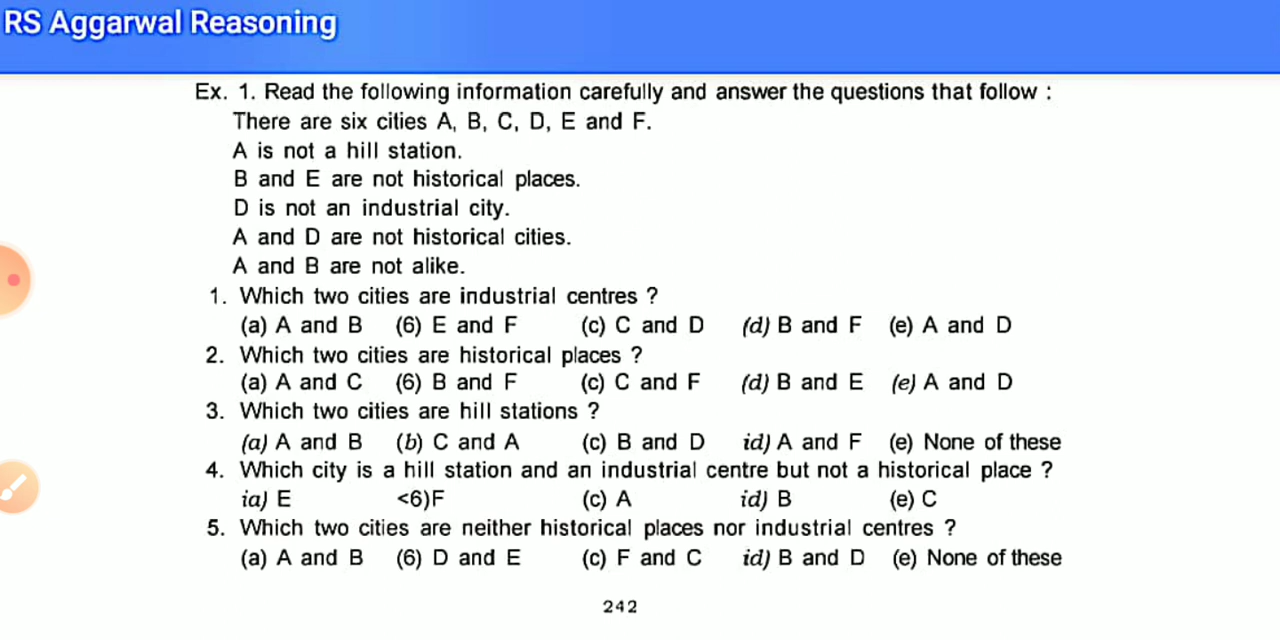 RS Aggarwal Reasoning
Ex. 1. Read the following information carefully and answer the questions that follow :
There are six cities A, B, C, D, E and F.
A is not a hill station.
B and E are not historical places.
D is not an industrial city.
A and D are not historical cities.
A and B are not alike.
1. Which two cities are industrial centres ?
(a) A and B (6) E and F (c) C and D (d) B and F (e) A and D
2. Which two cities are historical places ?
(a) A and C (6) B and F (c) C and F (d) B and E (e) A and D
3. Which two cities are hill stations ?
(a) A and B (b) C and A (c) B and D id) A and F (e) None of these
4. Which city is a hill station and an industrial centre but not a historical place ?
ia) E <6)F (c) A id) B (e) C
5. Which two cities are neither historical places nor industrial centres ?
(a) A and B (6) D and E (c) F and C id) B and D (e) None of these
242